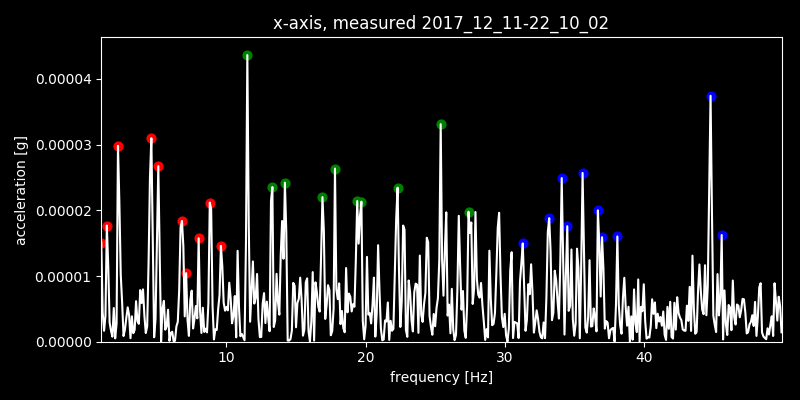 x-axis, measured 2017_12_11-22_10_02
0.00004
0.00003
0.00002
0.00001
0.00000
acceleration [g]
10 20 30 40
frequency [Hz]